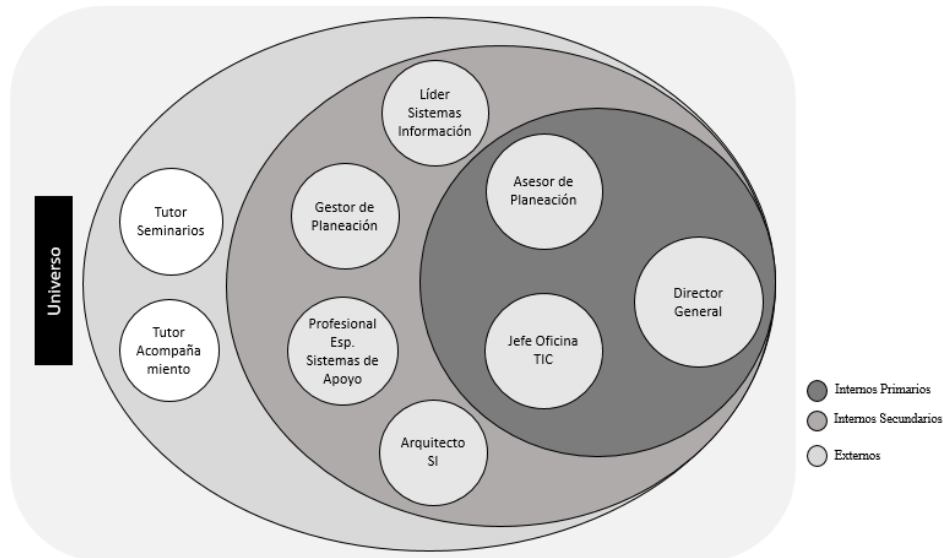 Universo
Tutor
Seminarios
Tutor
Acompaña
miento
Líder
Sistemas
Información
Gestor de
Planeación
Profesional
Esp.
Sistemas de
Apoyo
Arquitecto
SI
Asesor de
Planeación
Jefe Oficina
TIC
Director
General
Internos Primarios
Internos Secundarios
Externos